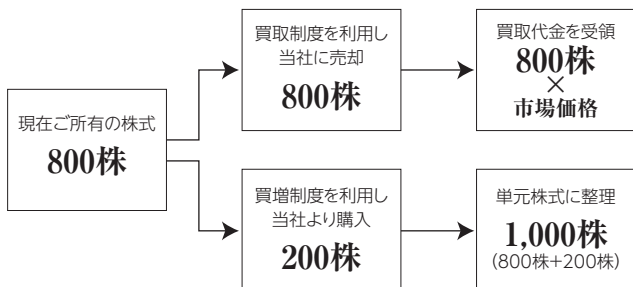 現在ご所有の株式
800株
買取制度を利用し
当社に売却
800株
買取代金を受領
800株
×
市場価格
買増制度を利用し
当社より購入
200株
単元株式に整理
1,000株
(800株+200株)